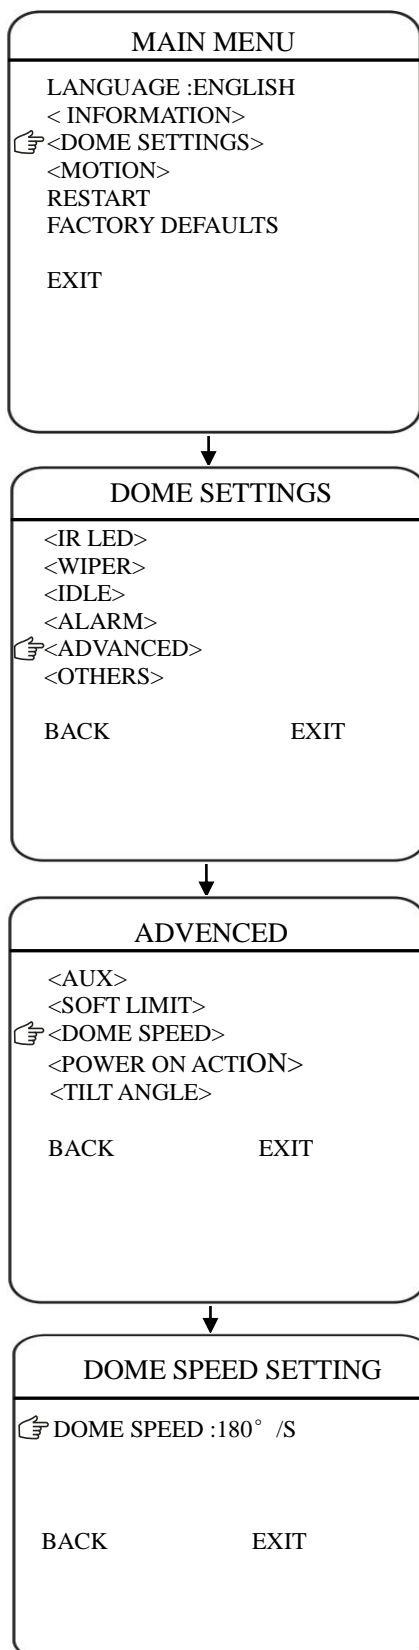 MAIN MENU
LANGUAGE :ENGLISH
< INFORMATION>
<DOME SETTINGS>
<MOTION>
RESTART
FACTORY DEFAULTS
EXIT
DOME SETTINGS
<IR LED>
<WIPER>
<IDLE>
<ALARM>
<ADVANCED>
<OTHERS>
BACK EXIT
ADVENCED
<AUX>
<SOFT LIMIT>
<DOME SPEED>
<POWER ON ACTION>
<TILT ANGLE>
BACK EXIT
DOME SPEED SETTING
DOME SPEED :180° /S
BACK EXIT